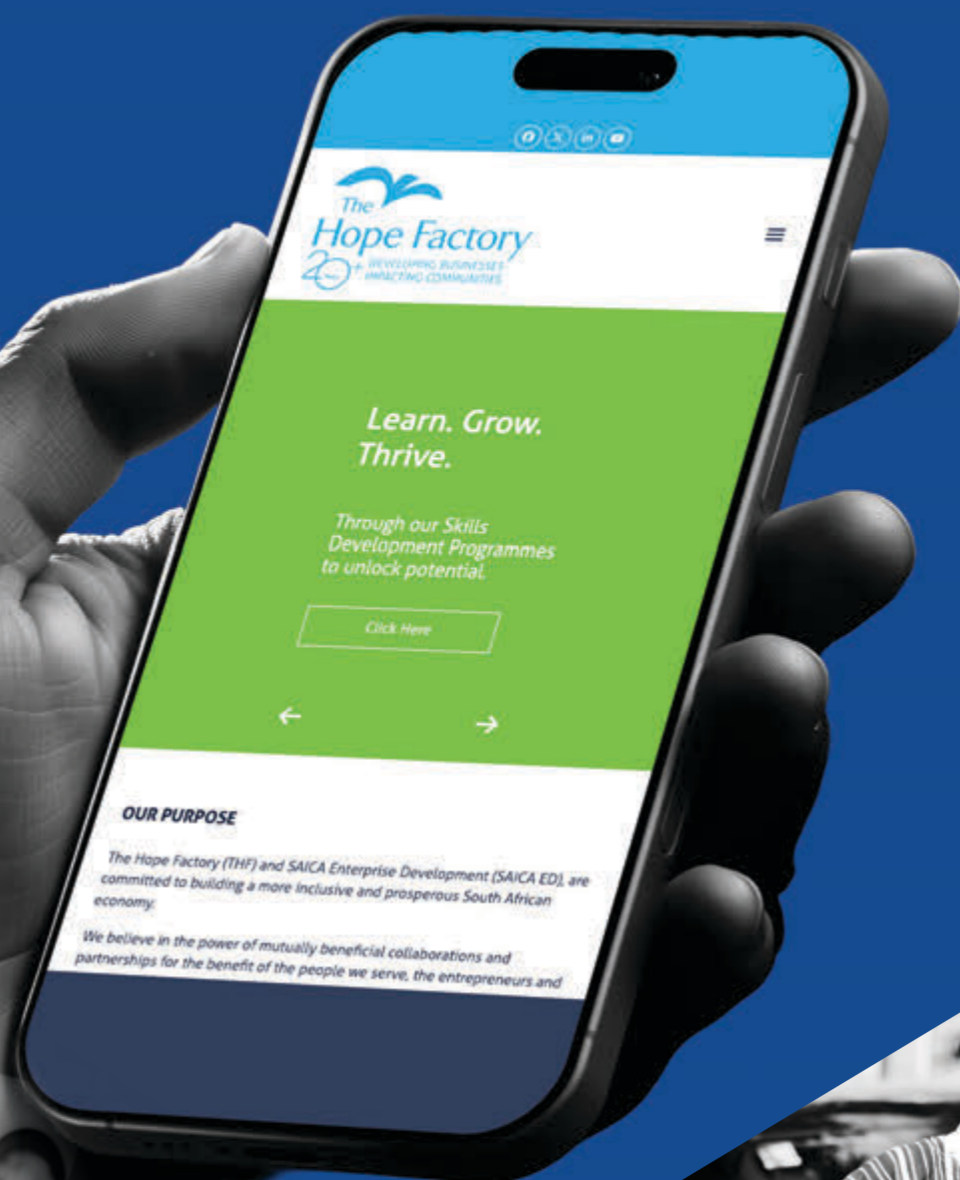 The
Hope Factory
20+ DEVELOPING BUSINESSES
IMPACTING COMMUNITIES
Learn. Grow.
Thrive.
Through our Skills
Development Programmes
to unlock potential.
Click Here
OUR PURPOSE
The Hope Factory (THF) and SAICA Enterprise Development (SAICA ED), are
committed to building a more inclusive and prosperous South African
economy.
We believe in the power of mutually beneficial collaborations and
partnerships for the benefit of the people we serve, the entrepreneurs and